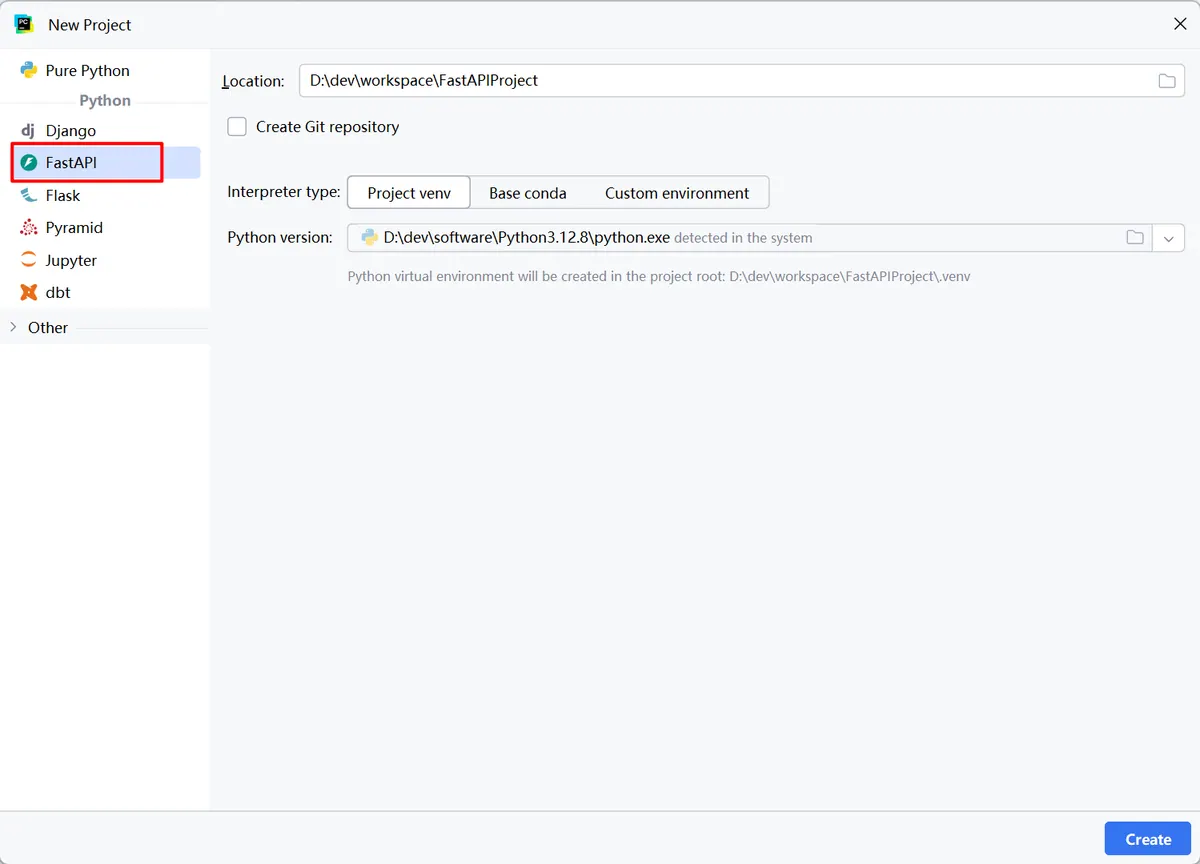 New Project
Pure Python
Python
Django
FastAPI
Flask
Pyramid
Jupyter
dbt
Other
Location: D:\dev\workspace\FastAPIProject
Create Git repository
Interpreter type: Project venv Base conda Custom environment
Python version: D:\dev\software\Python3.12.8\python.exe detected in the system
Python virtual environment will be created in the project root: D:\dev\workspace\FastAPIProject\.venv
Create